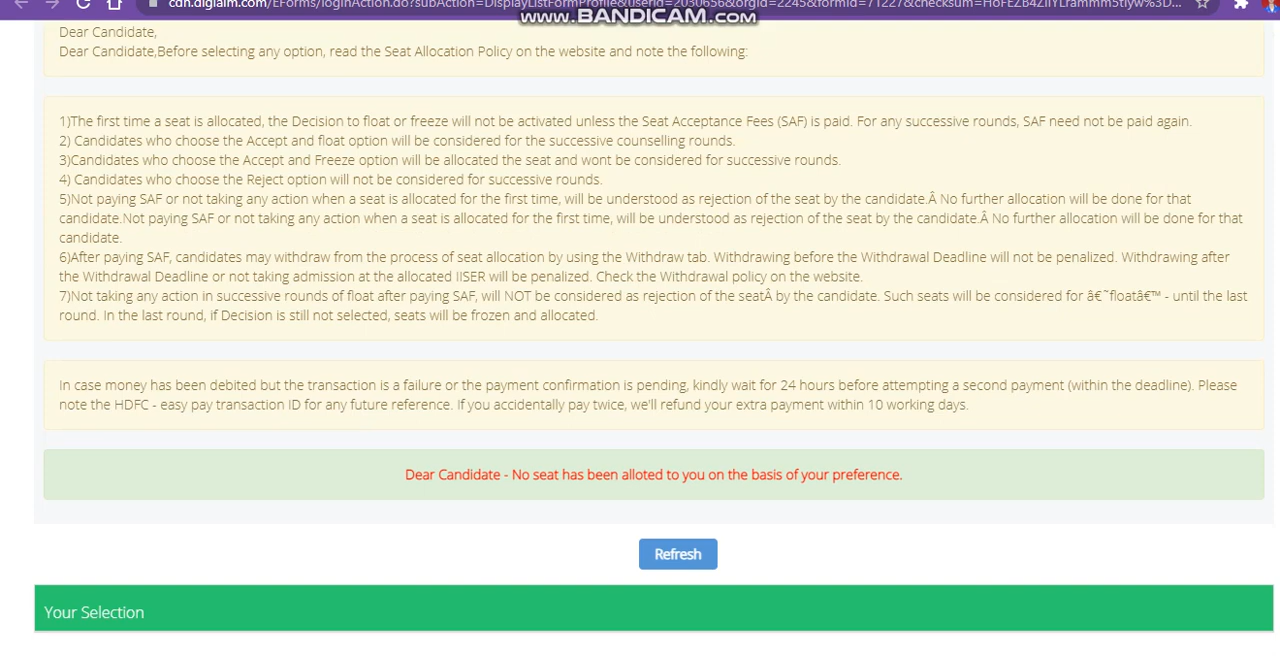 cdn.digialm.com/EForms/loginAction.do?subAction=DisplayListFormProfile&userid=2030656&orgid=2245&formid=71227&checksum=
www.BANDICAM.com
Dear Candidate,
Dear Candidate,Before selecting any option, read the Seat Allocation Policy on the website and note the following:
1)The first time a seat is allocated, the Decision to float or freeze will not be activated unless the Seat Acceptance Fees (SAF) is paid. For any successive rounds, SAF need not be paid again.
2) Candidates who choose the Accept and float option will be considered for the successive counselling rounds.
3)Candidates who choose the Accept and Freeze option will be allocated the seat and wont be considered for successive rounds.
4) Candidates who choose the Reject option will not be considered for successive rounds.
5)Not paying SAF or not taking any action when a seat is allocated for the first time, will be understood as rejection of the seat by the candidate.Â No further allocation will be done for that
candidate.Not paying SAF or not taking any action when a seat is allocated for the first time, will be understood as rejection of the seat by the candidate.Â No further allocation will be done for that
candidate.
6)After paying SAF, candidates may withdraw from the process of seat allocation by using the Withdraw tab. Withdrawing before the Withdrawal Deadline will not be penalized. Withdrawing after
the Withdrawal Deadline or not taking admission at the allocated IISER will be penalized. Check the Withdrawal policy on the website.
7)Not taking any action in successive rounds of float after paying SAF, will NOT be considered as rejection of the seatÂ by the candidate. Such seats will be considered for â€˜floatâ€™ - until the last
round. In the last round, if Decision is still not selected, seats will be frozen and allocated.
In case money has been debited but the transaction is a failure or the payment confirmation is pending, kindly wait for 24 hours before attempting a second payment (within the deadline). Please
note the HDFC - easy pay transaction ID for any future reference. If you accidentally pay twice, we'll refund your extra payment within 10 working days.
Dear Candidate - No seat has been alloted to you on the basis of your preference.
Refresh
Your Selection